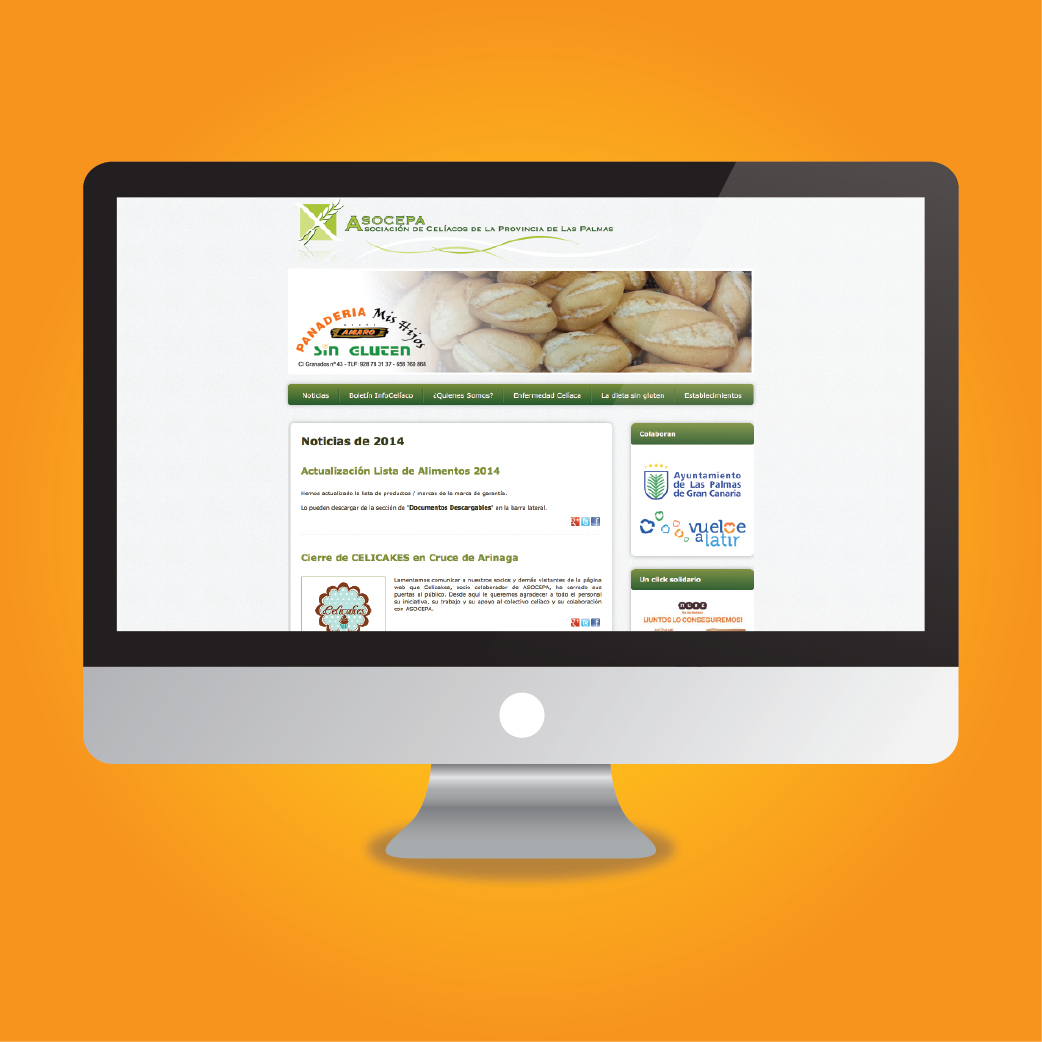 ASOCEPA
ASOCIACIÓN DE CELÍACOS DE LA PROVINCIA DE LAS PALMAS
PANADERIA Mis Hijos
AMARO
SIN GLUTEN
C/ Granados nº 43 - TLF: 928 79 31 37 - 658 769 868
Noticias
Boletín InfoCelíaco
¿Quienes Somos?
Enfermedad Celíaca
La dieta sin gluten
Establecimientos
Noticias de 2014
Actualización Lista de Alimentos 2014
Hemos actualizado la lista de productos / marcas de la marca de garantía.
Lo pueden descargar de la sección de "Documentos Descargables" en la barra lateral.
Cierre de CELICAKES en Cruce de Arinaga
Celicakes
Lamentamos comunicar a nuestros socios y demás visitantes de la página
web que Celicakes, socio colaborador de ASOCEPA, ha cerrado sus
puertas al público. Desde aquí le queremos agradecer a todo el personal
su iniciativa, su trabajo y su apoyo al colectivo celíaco y su colaboración
con ASOCEPA.
Colaboran
Ayuntamiento
de Las Palmas
de Gran Canaria
vuelve
a latir
Un click solidario
¡JUNTOS LO CONSEGUIREMOS!